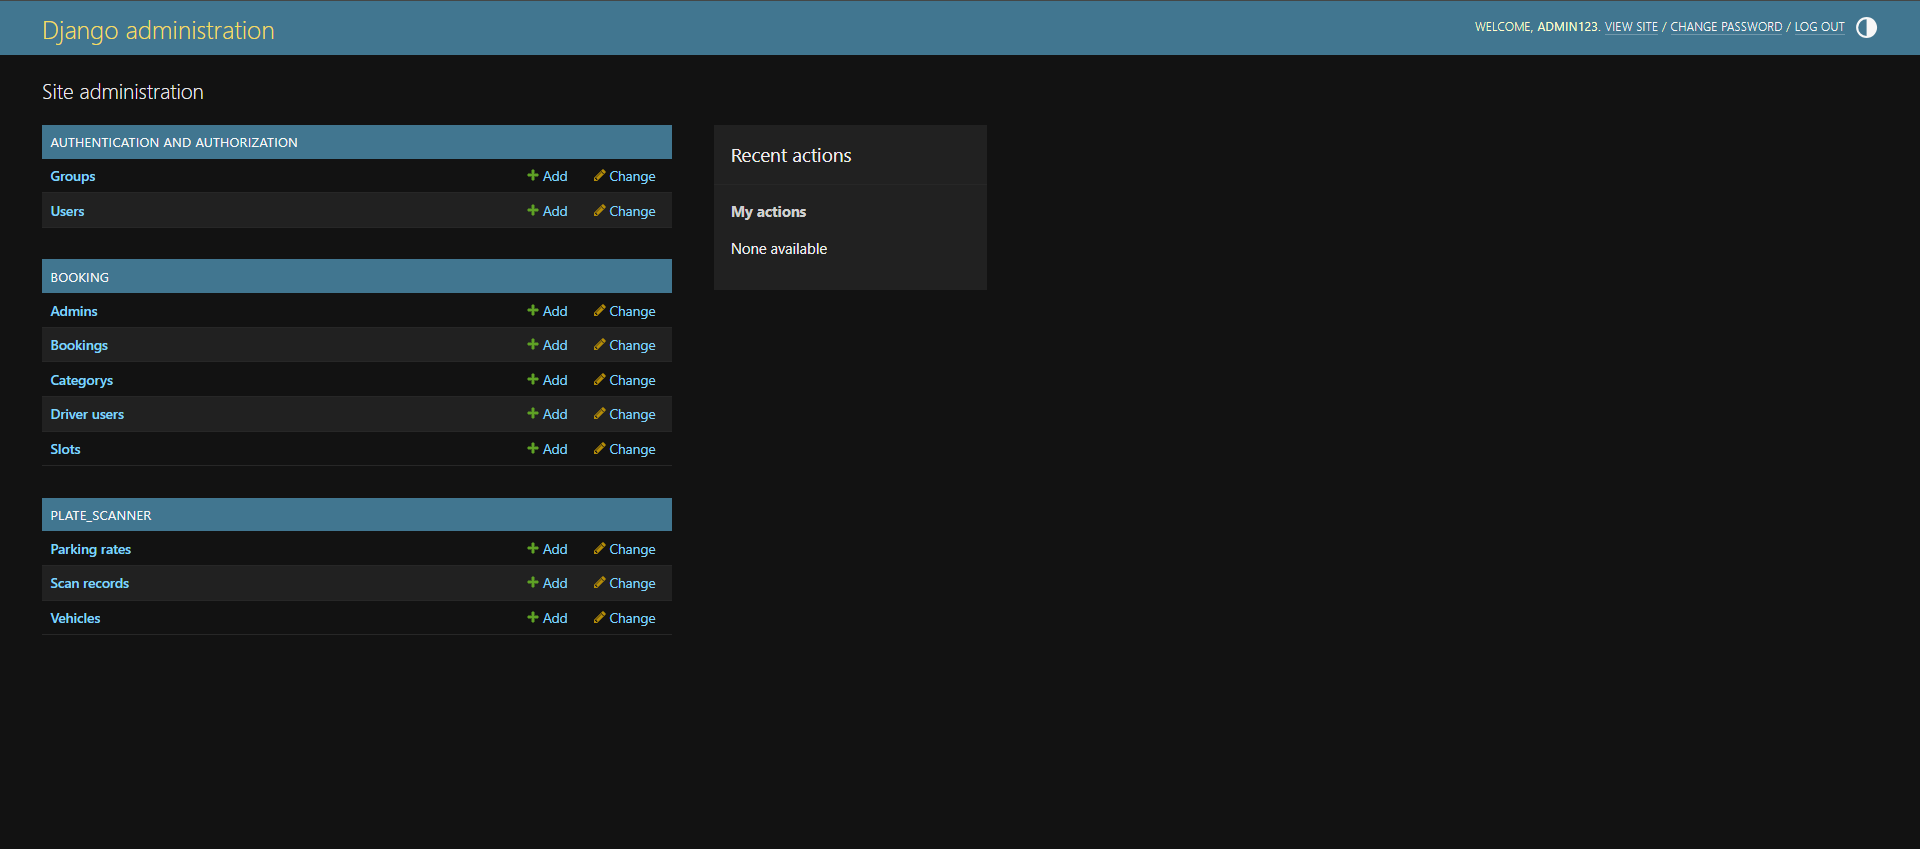 Django administration
WELCOME, ADMIN123. VIEW SITE / CHANGE PASSWORD / LOG OUT
Site administration
AUTHENTICATION AND AUTHORIZATION
Groups Add Change
Users Add Change
BOOKING
Admins Add Change
Bookings Add Change
Categorys Add Change
Driver users Add Change
Slots Add Change
PLATE_SCANNER
Parking rates Add Change
Scan records Add Change
Vehicles Add Change
Recent actions
My actions
None available